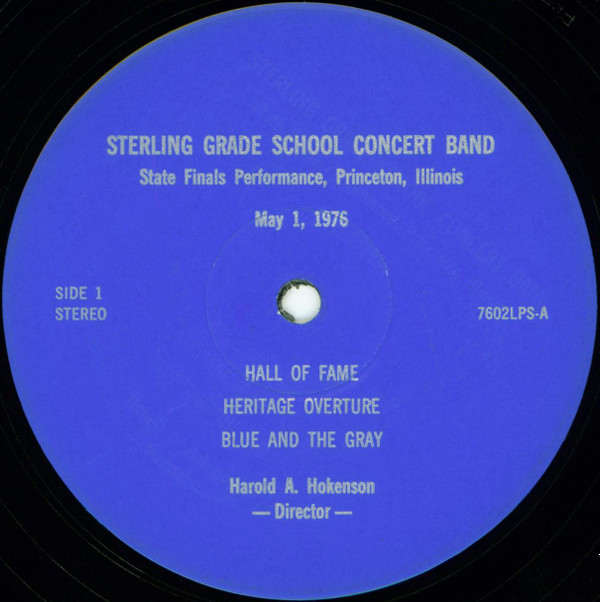 STERLING GRADE SCHOOL CONCERT BAND
State Finals Performance, Princeton, Illinois
May 1, 1976
SIDE 1
STEREO
7602LPS-A
HALL OF FAME
HERITAGE OVERTURE
BLUE AND THE GRAY
Harold A. Hokenson
— Director —